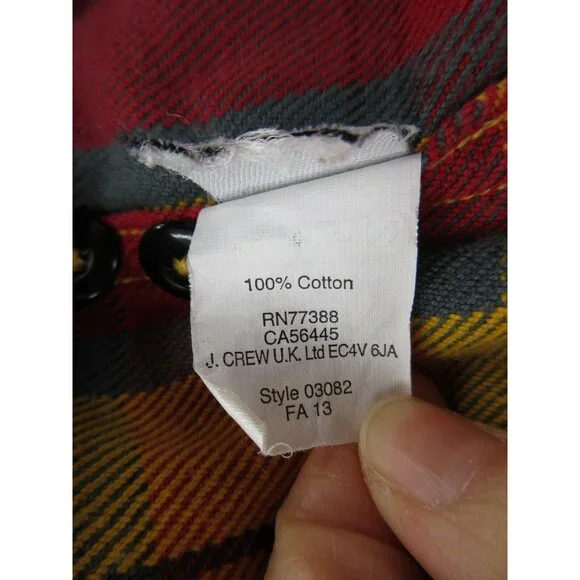 100% Cotton
RN77388
CA56445
J. CREW U.K. Ltd EC4V 6JA
Style 03082
FA 13